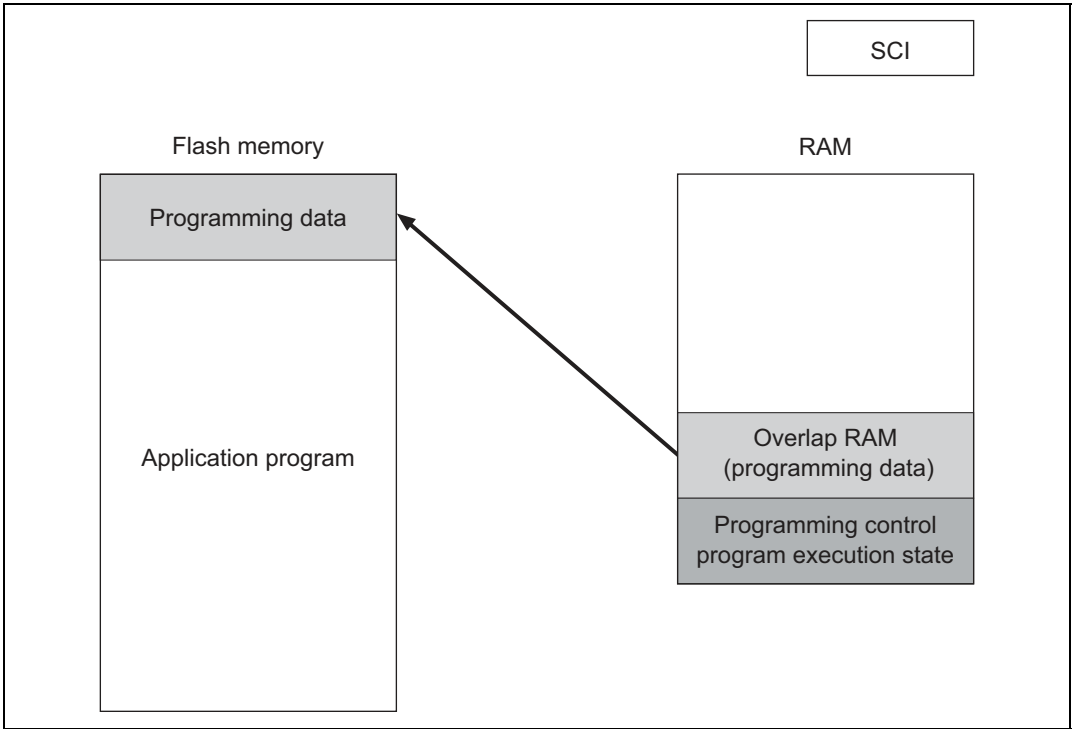 SCI
Flash memory
RAM
Programming data
Application program
Overlap RAM
(programming data)
Programming control
program execution state